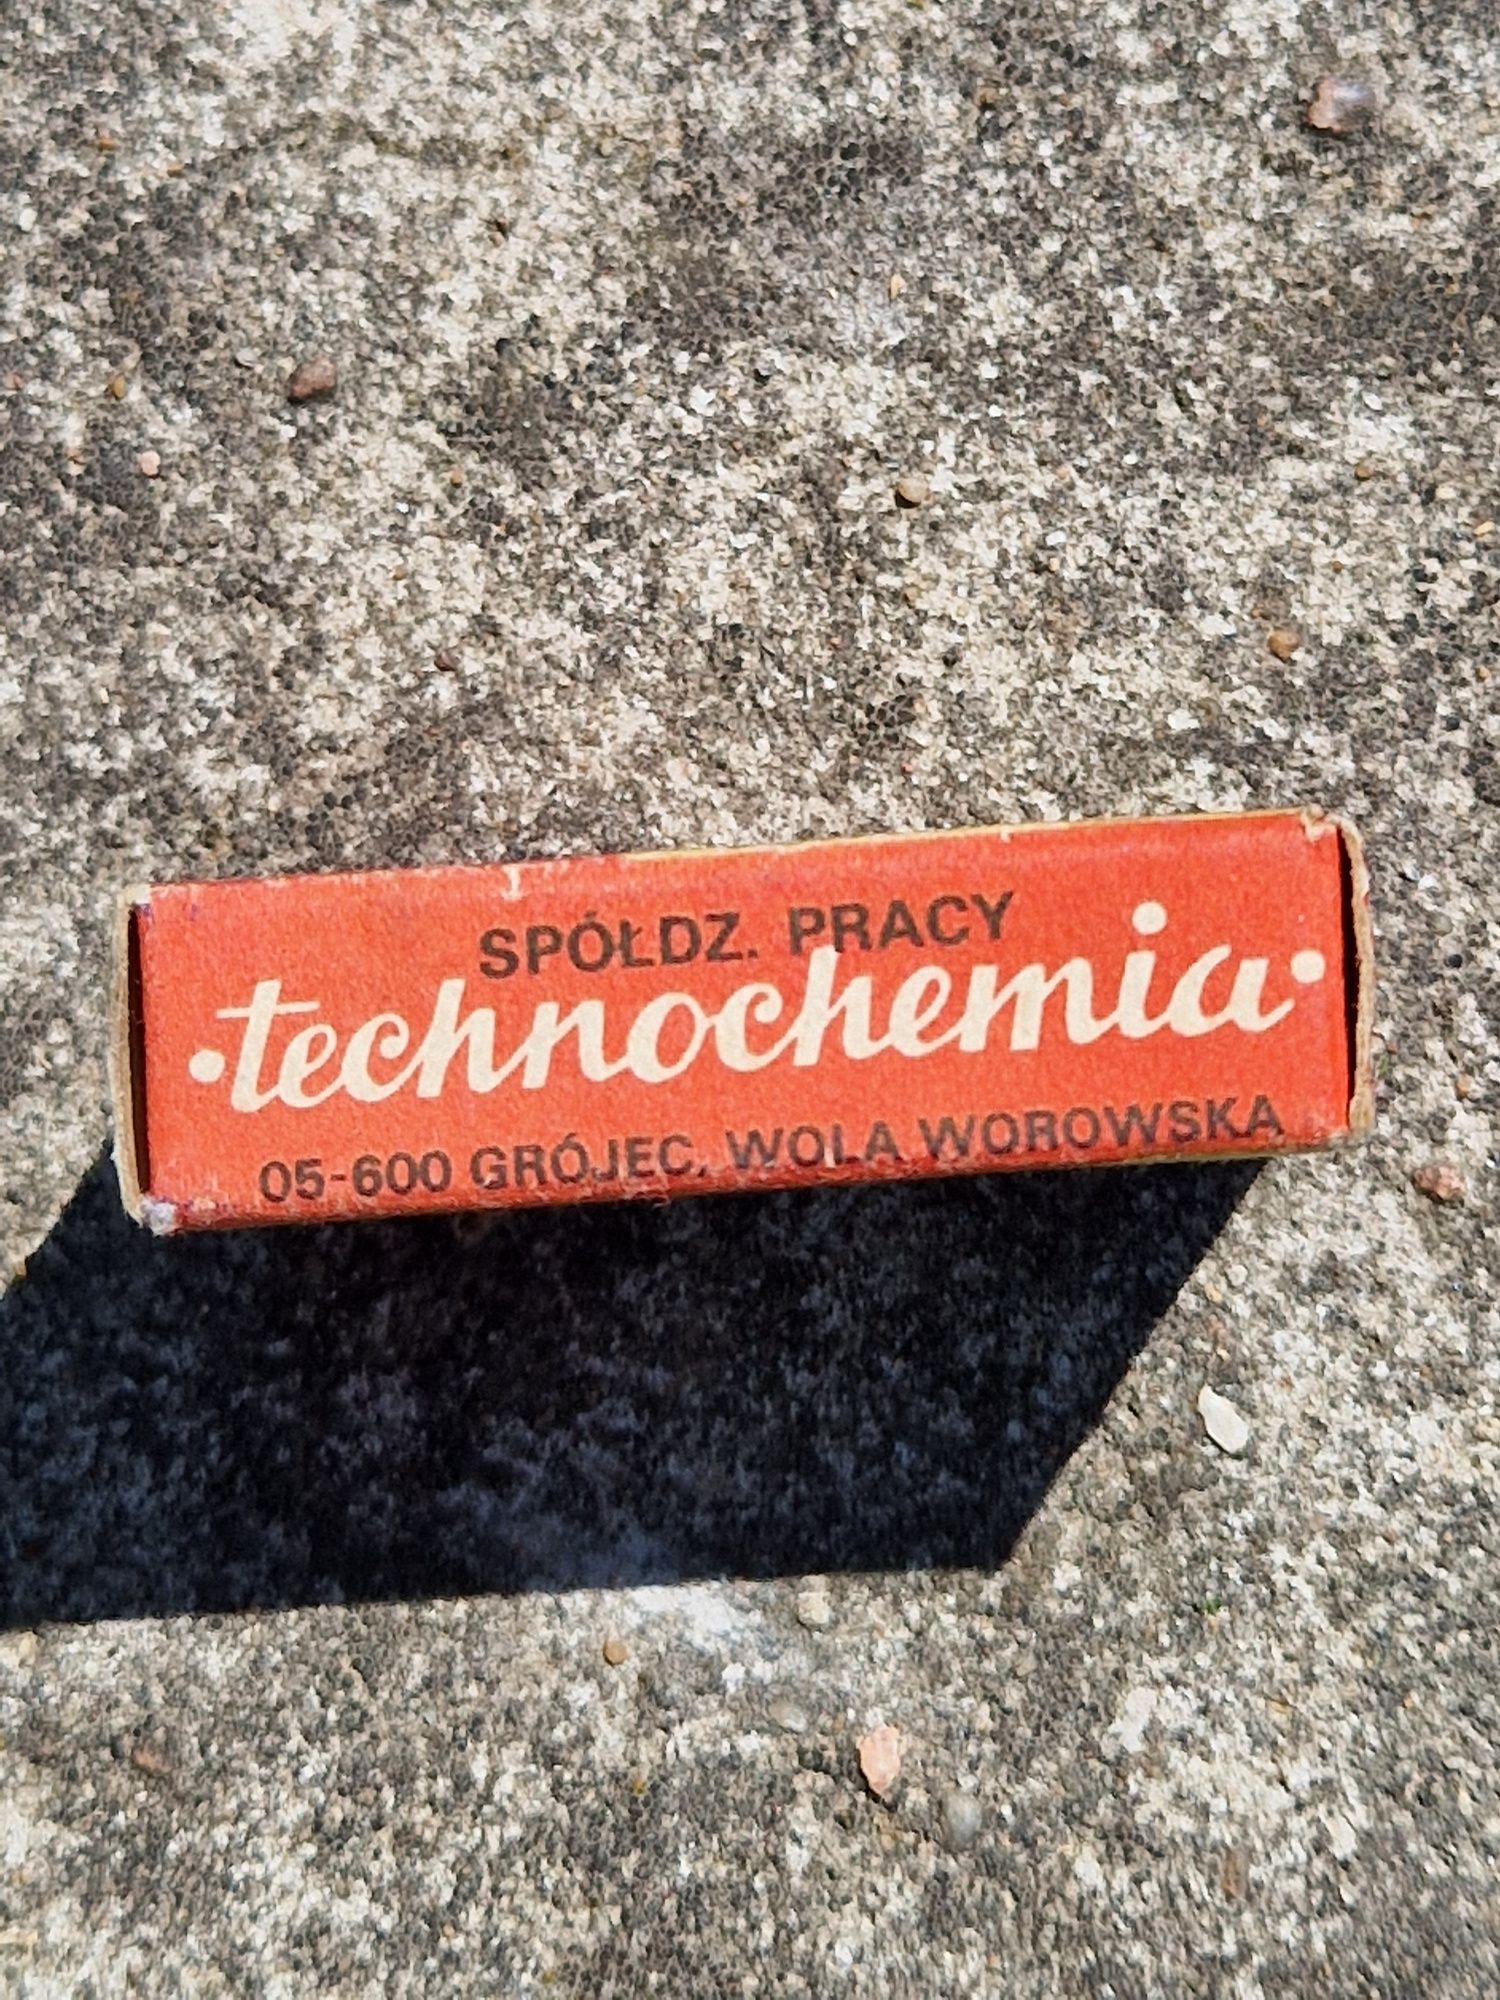 SPÓŁDZ. PRACY
•technochemia•
05-600 GRÓJEC, WOLA WOROWSKA